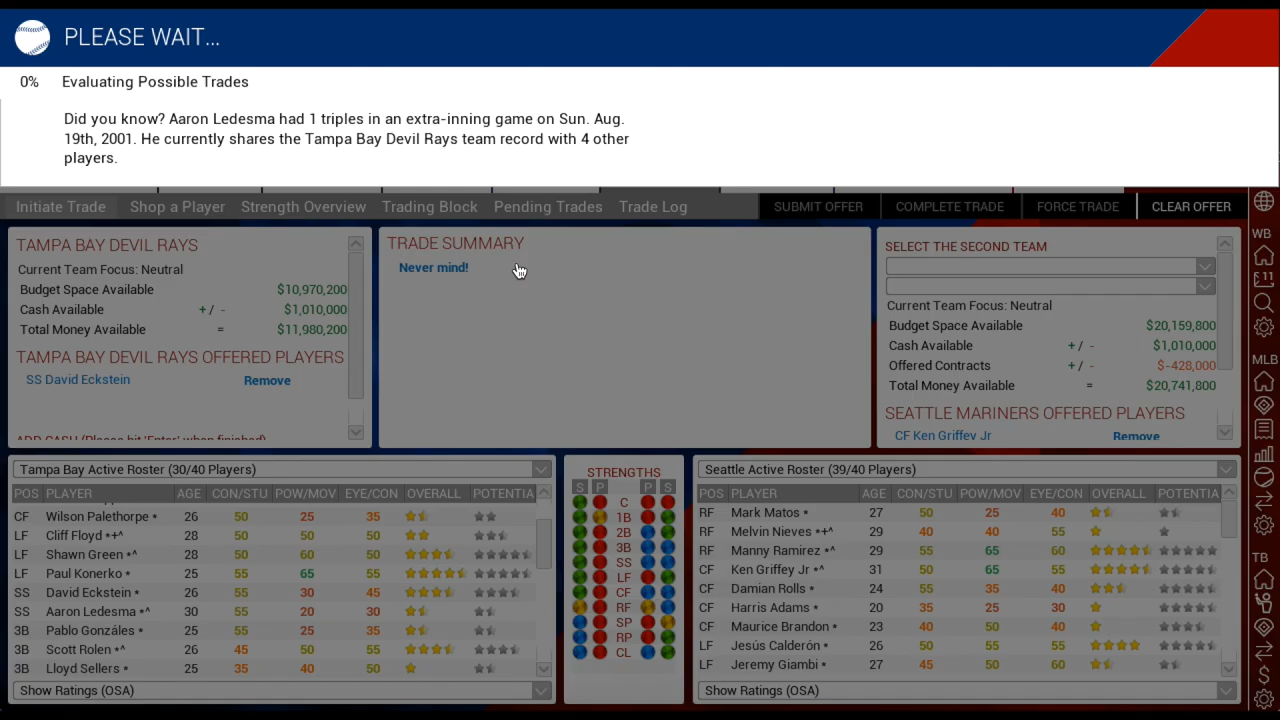 PLEASE WAIT...
0% Evaluating Possible Trades
Did you know? Aaron Ledesma had 1 triples in an extra-inning game on Sun. Aug.
19th, 2001. He currently shares the Tampa Bay Devil Rays team record with 4 other
players.
Initiate Trade Shop a Player Strength Overview Trading Block Pending Trades Trade Log SUBMIT OFFER COMPLETE TRADE FORCE TRADE CLEAR OFFER
TAMPA BAY DEVIL RAYS
Current Team Focus: Neutral
Budget Space Available $10,970,200
Cash Available + / - $1,010,000
Total Money Available = $11,980,200
TAMPA BAY DEVIL RAYS OFFERED PLAYERS
SS David Eckstein Remove
ADD CASH (Please hit 'Enter' when finished)
TRADE SUMMARY
Never mind!
SELECT THE SECOND TEAM
Current Team Focus: Neutral
Budget Space Available $20,159,800
Cash Available + / - $1,010,000
Offered Contracts + / - $-428,000
Total Money Available = $20,741,800
SEATTLE MARINERS OFFERED PLAYERS
CF Ken Griffey Jr Remove
Tampa Bay Active Roster (30/40 Players)
POS PLAYER AGE CON/STU POW/MOV EYE/CON OVERALL POTENTIA
CF Wilson Palethorpe * 26 50 25 35
LF Cliff Floyd *+^ 28 50 50 50
LF Shawn Green *^ 28 50 60 50
LF Paul Konerko * 25 55 65 55
SS David Eckstein * 26 55 30 45
SS Aaron Ledesma *^ 30 55 20 30
3B Pablo Gonzáles * 25 55 25 35
3B Scott Rolen *^ 26 45 50 55
3B Lloyd Sellers * 25 35 40 50
Show Ratings (OSA)
STRENGTHS
S P P S
C
1B
2B
3B
SS
LF
CF
RF
SP
RP
CL
Seattle Active Roster (39/40 Players)
POS PLAYER AGE CON/STU POW/MOV EYE/CON OVERALL POTENTIA
RF Mark Matos * 27 50 25 40
RF Melvin Nieves *+^ 29 40 40 55
RF Manny Ramirez *^ 29 55 65 60
CF Ken Griffey Jr *^ 31 50 65 55
CF Damian Rolls * 24 55 35 40
CF Harris Adams * 20 35 25 30
CF Maurice Brandon * 23 40 50 40
LF Jesús Calderón * 26 50 55 55
LF Jeremy Giambi * 27 45 50 60
Show Ratings (OSA)
WB
11
MLB
TB
$